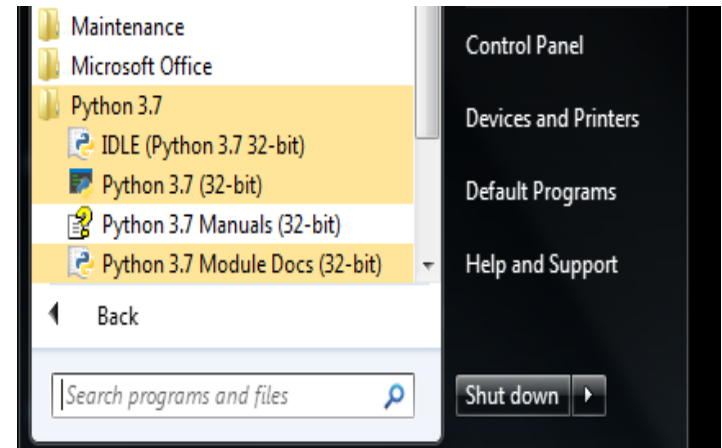 Maintenance
Microsoft Office
Python 3.7
IDLE (Python 3.7 32-bit)
Python 3.7 (32-bit)
Python 3.7 Manuals (32-bit)
Python 3.7 Module Docs (32-bit)
Back
Search programs and files
Control Panel
Devices and Printers
Default Programs
Help and Support
Shut down